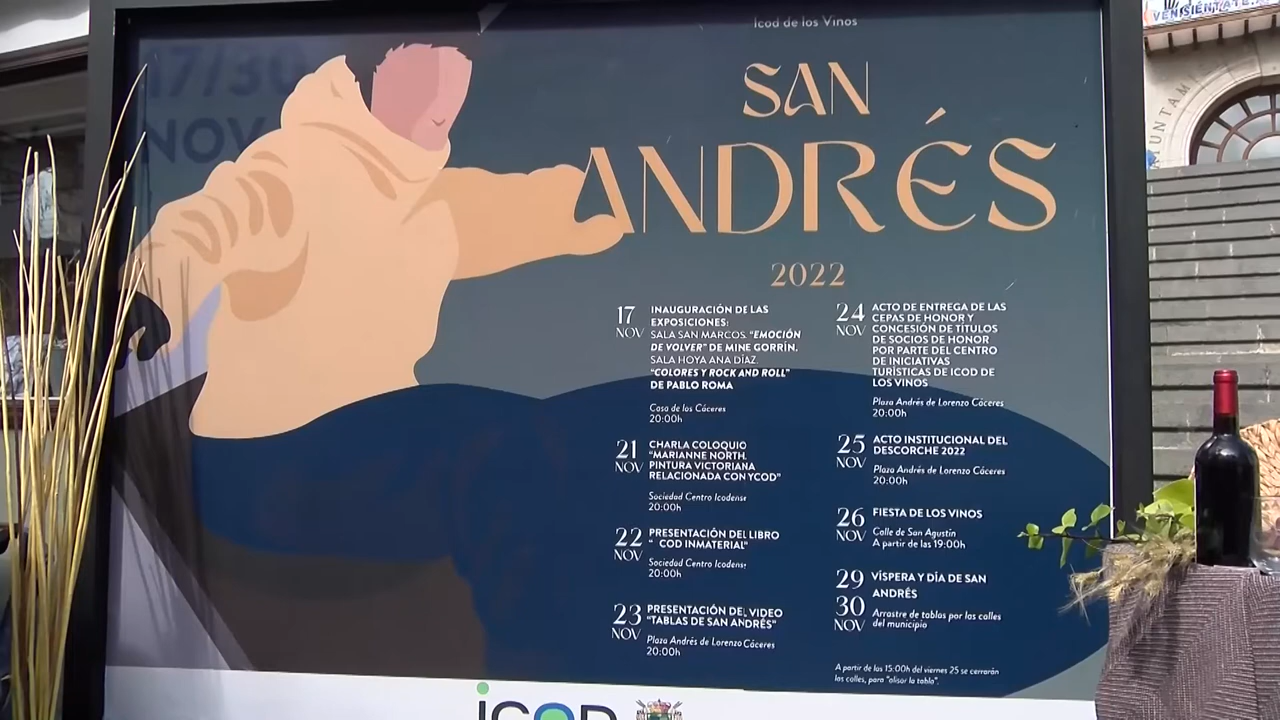 Icod de los Vinos
VEN SIÉNTATE
17/30
NOV
SAN
ANDRÉS
2022
17
NOV
INAUGURACIÓN DE LAS
EXPOSICIONES:
SALA SAN MARCOS. "EMOCIÓN
DE VOLVER" DE MINE GORRÍN.
SALA HOYA ANA DÍAZ.
"COLORES Y ROCK AND ROLL"
DE PABLO ROMA
Casa de los Cáceres
20:00h
21
NOV
CHARLA COLOQUIO
"MARIANNE NORTH.
PINTURA VICTORIANA
RELACIONADA CON YCOD"
Sociedad Centro Icodense
20:00h
22
NOV
PRESENTACIÓN DEL LIBRO
" COD INMATERIAL"
Sociedad Centro Icodense
20:00h
23
NOV
PRESENTACIÓN DEL VIDEO
"TABLAS DE SAN ANDRÉS"
Plaza Andrés de Lorenzo Cáceres
20:00h
24
NOV
ACTO DE ENTREGA DE LAS
CEPAS DE HONOR Y
CONCESIÓN DE TÍTULOS
DE SOCIOS DE HONOR
POR PARTE DEL CENTRO
DE INICIATIVAS
TURÍSTICAS DE ICOD DE
LOS VINOS
Plaza Andrés de Lorenzo Cáceres
20:00h
25
NOV
ACTO INSTITUCIONAL DEL
DESCORCHE 2022
Plaza Andrés de Lorenzo Cáceres
20:00h
26
NOV
FIESTA DE LOS VINOS
Calle de San Agustín
A partir de las 19:00h
29
30
NOV
VÍSPERA Y DÍA DE SAN
ANDRÉS
Arrastre de tablas por las calles
del municipio
A partir de las 15:00h del viernes 25 se cerrarán
las calles, para "alisar la tabla".
icod